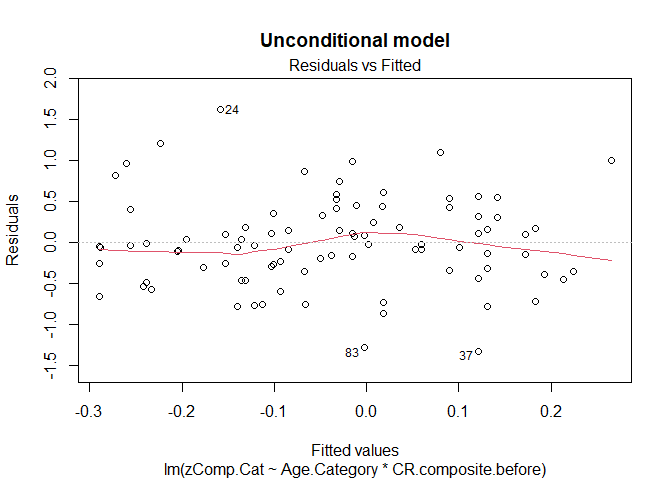 Unconditional model
Residuals vs Fitted
2.0
1.5
1.0
0.5
0.0
-0.5
-1.0
-1.5
Residuals
24
83
37
-0.3 -0.2 -0.1 0.0 0.1 0.2
Fitted values
lm(zComp.Cat ~ Age.Category * CR.composite.before)